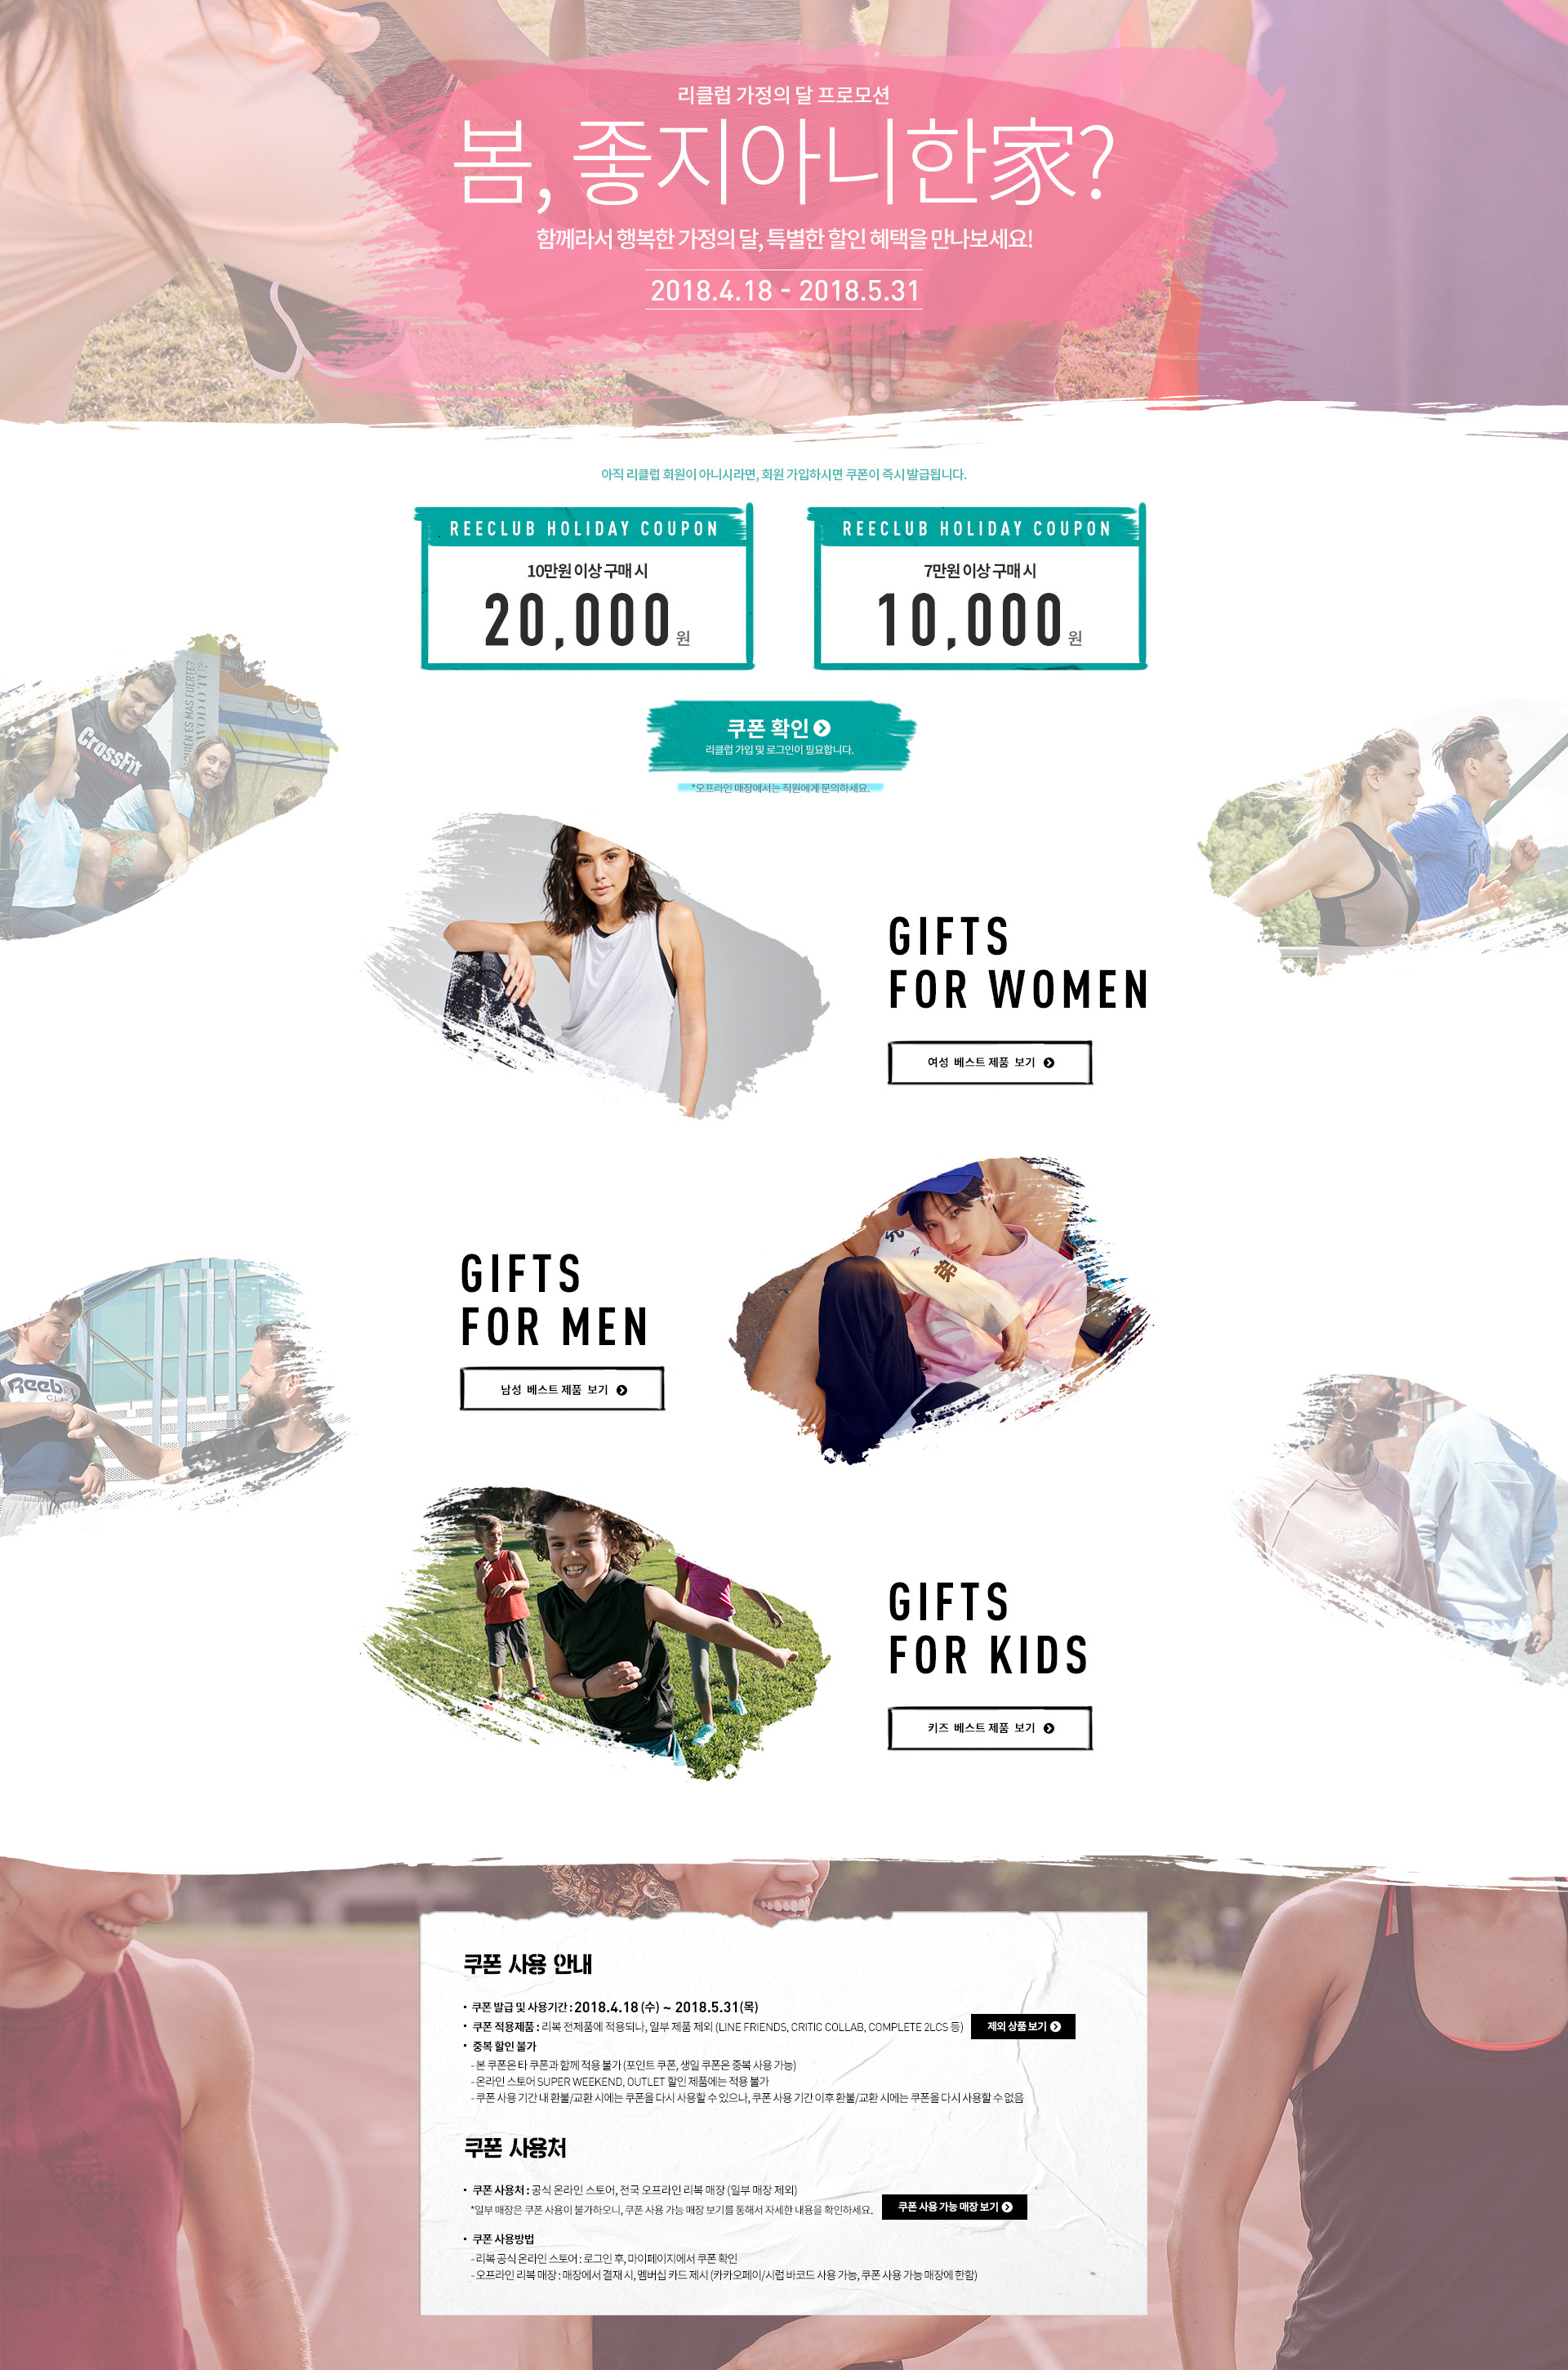 리클럽 가정의 달 프로모션
봄, 좋지아니한家?
함께라서 행복한 가정의 달, 특별한 할인 혜택을 만나보세요!
2018.4.18 - 2018.5.31
아직 리클럽 회원이 아니시라면, 회원 가입하시면 쿠폰이 즉시 발급됩니다.
REECLUB HOLIDAY COUPON
10만원 이상 구매 시
20,000원
REECLUB HOLIDAY COUPON
7만원 이상 구매 시
10,000원
쿠폰 확인
리클럽 가입 및 로그인이 필요합니다.
*오프라인 매장에서는 직원에게 문의하세요.
CrossFit
GIFTS
FOR WOMEN
여성 베스트 제품 보기
GIFTS
FOR MEN
남성 베스트 제품 보기
弟
Reeb
GIFTS
FOR KIDS
키즈 베스트 제품 보기
쿠폰 사용 안내
• 쿠폰 발급 및 사용기간 : 2018.4.18 (수) ~ 2018.5.31(목)
• 쿠폰 적용제품 : 리복 전제품에 적용되나, 일부 제품 제외 (LINE FRIENDS, CRITIC COLLAB, COMPLETE 2LCS 등) 제외 상품 보기
• 중복 할인 불가
- 본 쿠폰은 타 쿠폰과 함께 적용 불가 (포인트 쿠폰, 생일 쿠폰은 중복 사용 가능)
- 온라인 스토어 SUPER WEEKEND, OUTLET 할인 제품에는 적용 불가
- 쿠폰 사용 기간 내 환불/교환 시에는 쿠폰을 다시 사용할 수 있으나, 쿠폰 사용 기간 이후 환불/교환 시에는 쿠폰을 다시 사용할 수 없음
쿠폰 사용처
• 쿠폰 사용처 : 공식 온라인 스토어, 전국 오프라인 리복 매장 (일부 매장 제외)
*일부 매장은 쿠폰 사용이 불가하오니, 쿠폰 사용 가능 매장 보기를 통해서 자세한 내용을 확인하세요. 쿠폰 사용 가능 매장 보기
• 쿠폰 사용방법
- 리복 공식 온라인 스토어 : 로그인 후, 마이페이지에서 쿠폰 확인
- 오프라인 리복 매장 : 매장에서 결재 시, 멤버십 카드 제시 (카카오페이/시럽 바코드 사용 가능, 쿠폰 사용 가능 매장에 한함)